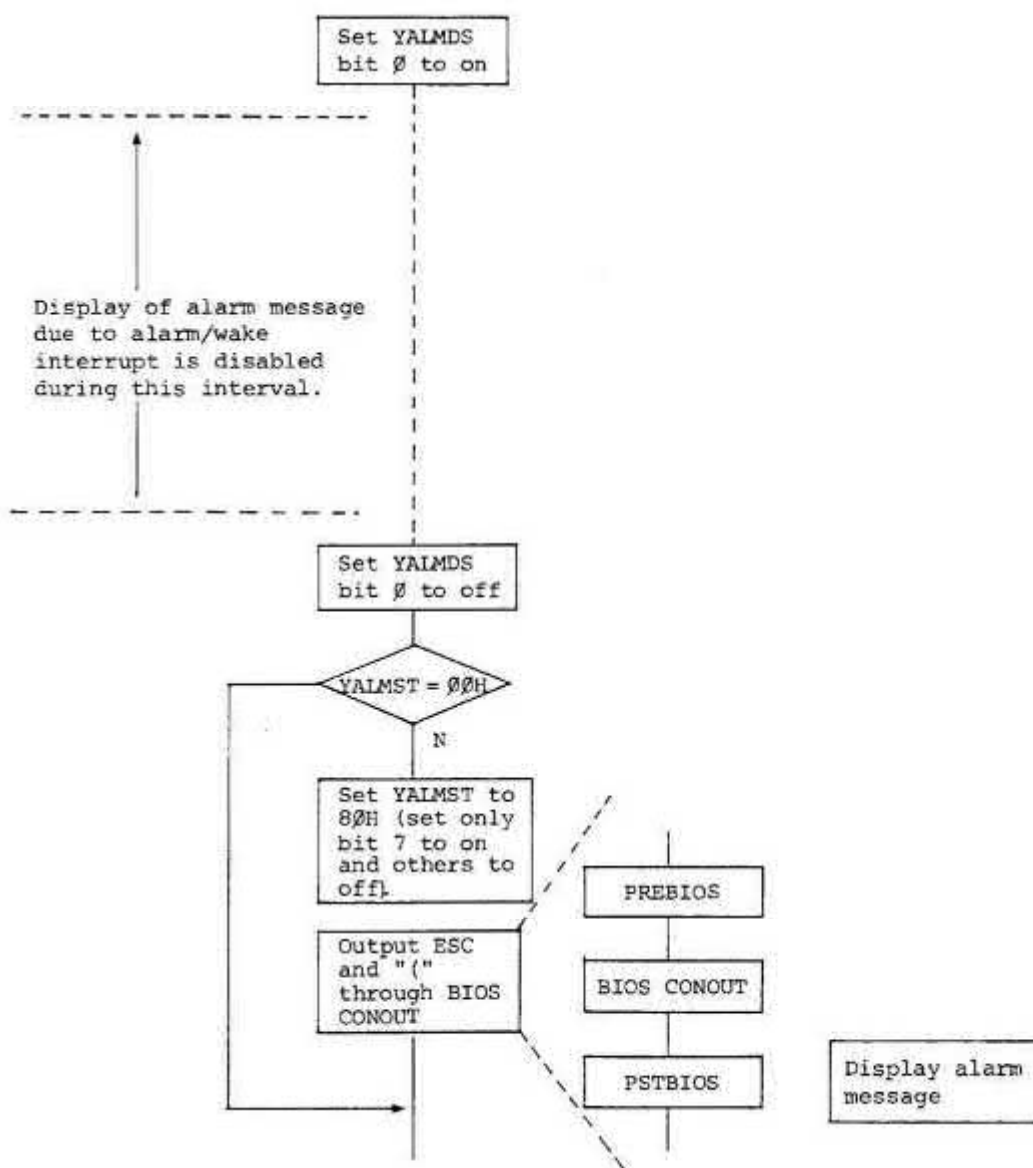 Set YALMDS
bit Ø to on
Display of alarm message
due to alarm/wake
interrupt is disabled
during this interval.
Set YALMDS
bit Ø to off
YALMST = ØØH
N
Set YALMST to
8ØH (set only
bit 7 to on
and others to
off).
Output ESC
and "("
through BIOS
CONOUT
PREBIOS
BIOS CONOUT
PSTBIOS
Display alarm
message